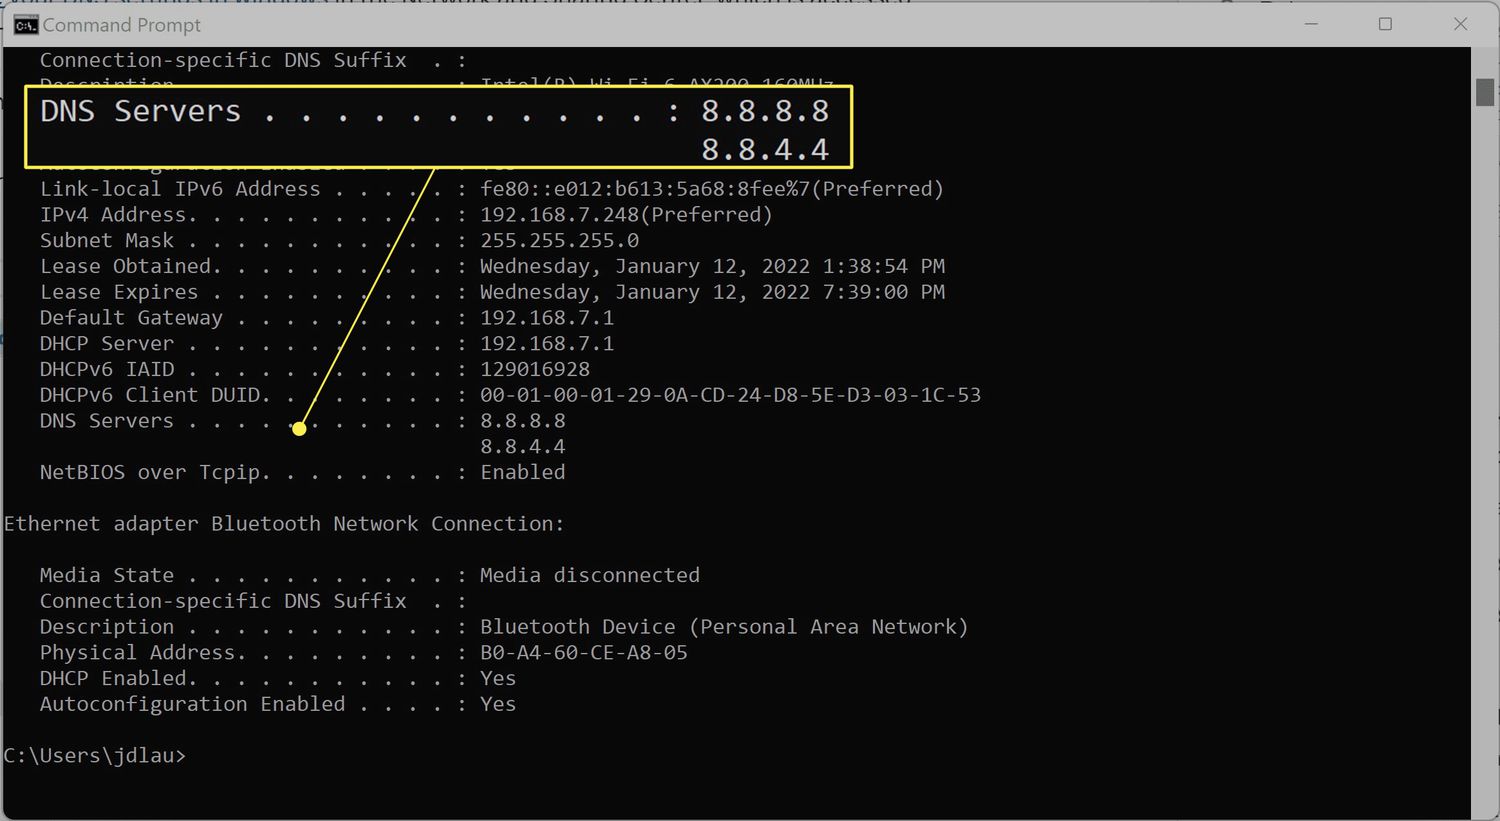 Command Prompt
Connection-specific DNS Suffix . :
Description : Intel(R) Wi-Fi 6 AX200 160MHz
DNS Servers . . . . . . . . . . . : 8.8.8.8
8.8.4.4
Link-local IPv6 Address . . . . . : fe80::e012:b613:5a68:8fee%7(Preferred)
IPv4 Address. . . . . . . . . . . : 192.168.7.248(Preferred)
Subnet Mask . . . . . . . . . . . : 255.255.255.0
Lease Obtained. . . . . . . . . . : Wednesday, January 12, 2022 1:38:54 PM
Lease Expires . . . . . . . . . . : Wednesday, January 12, 2022 7:39:00 PM
Default Gateway . . . . . . . . . : 192.168.7.1
DHCP Server . . . . . . . . . . . : 192.168.7.1
DHCPv6 IAID . . . . . . . . . . . : 129016928
DHCPv6 Client DUID. . . . . . . . : 00-01-00-01-29-0A-CD-24-D8-5E-D3-03-1C-53
DNS Servers . . . . . . . . . . . : 8.8.8.8
8.8.4.4
NetBIOS over Tcpip. . . . . . . . : Enabled
Ethernet adapter Bluetooth Network Connection:
Media State . . . . . . . . . . . : Media disconnected
Connection-specific DNS Suffix . :
Description . . . . . . . . . . . : Bluetooth Device (Personal Area Network)
Physical Address. . . . . . . . . : B0-A4-60-CE-A8-05
DHCP Enabled. . . . . . . . . . . : Yes
Autoconfiguration Enabled . . . . : Yes
C:\Users\jdlau>